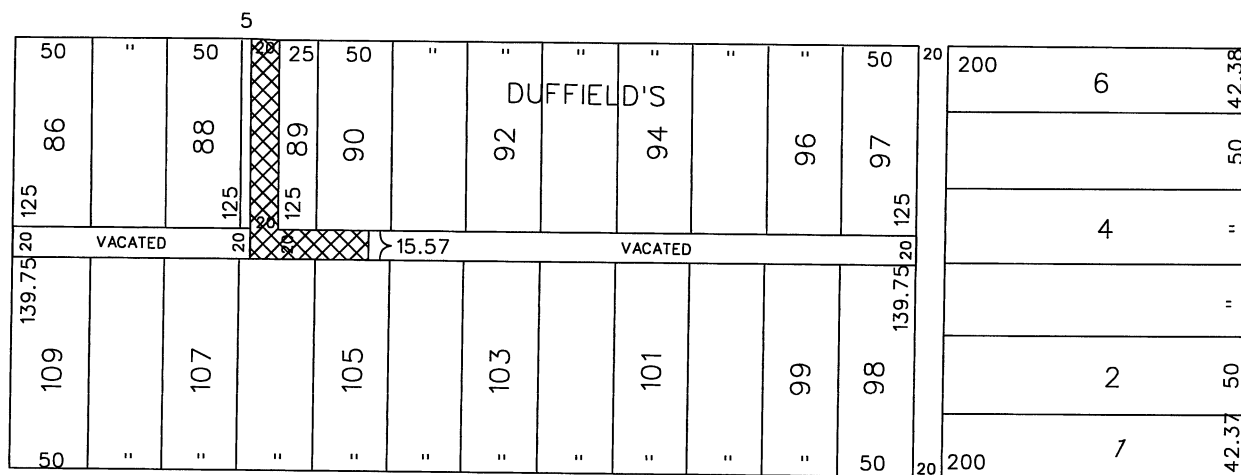 5
50 " 50 20 25 50 " " " " " " 50 20 200 6 42.38
DUFFIELD'S
86 88 89 90 92 94 96 97 50
125 125 125 125
20 VACATED 20 20 20 15.57 VACATED 20 4 "
139.75 139.75 "
109 107 105 103 101 99 98 2 50
50 " " " " " " " " " " 50 20 200 1 42.37